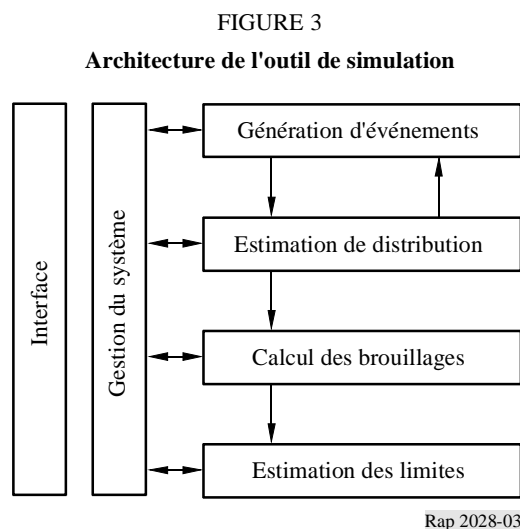 FIGURE 3
Architecture de l'outil de simulation
Interface
Gestion du système
Génération d'événements
Estimation de distribution
Calcul des brouillages
Estimation des limites
Rap 2028-03